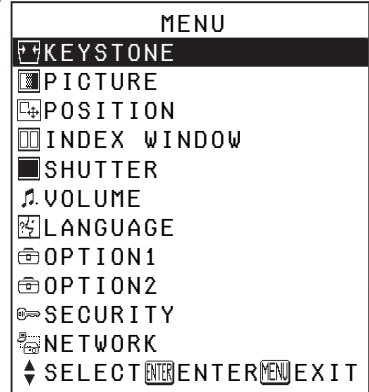 MENU
KEYSTONE
PICTURE
POSITION
INDEX WINDOW
SHUTTER
VOLUME
LANGUAGE
OPTION1
OPTION2
SECURITY
NETWORK
SELECT ENTER ENTER MENU EXIT